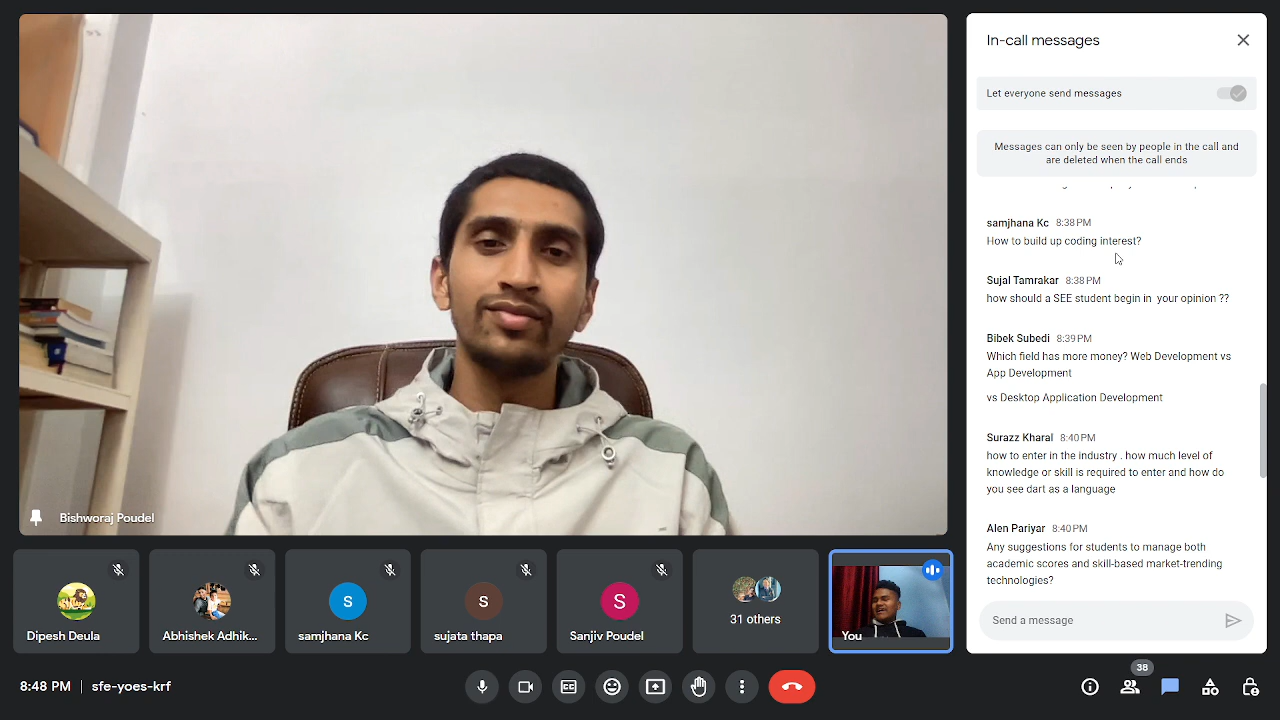 In-call messages
Let everyone send messages
Messages can only be seen by people in the call and
are deleted when the call ends
samjhana Kc 8:38 PM
How to build up coding interest?
Sujal Tamrakar 8:38 PM
how should a SEE student begin in your opinion ??
Bibek Subedi 8:39 PM
Which field has more money? Web Development vs
App Development
vs Desktop Application Development
Surazz Kharal 8:40 PM
how to enter in the industry . how much level of
knowledge or skill is required to enter and how do
you see dart as a language
Alen Pariyar 8:40 PM
Any suggestions for students to manage both
academic scores and skill-based market-trending
technologies?
Send a message
Bishworaj Poudel
Dipesh Deula
Abhishek Adhik...
S
samjhana Kc
S
sujata thapa
S
Sanjiv Poudel
31 others
You
8:48 PM | sfe-yoes-krf
38